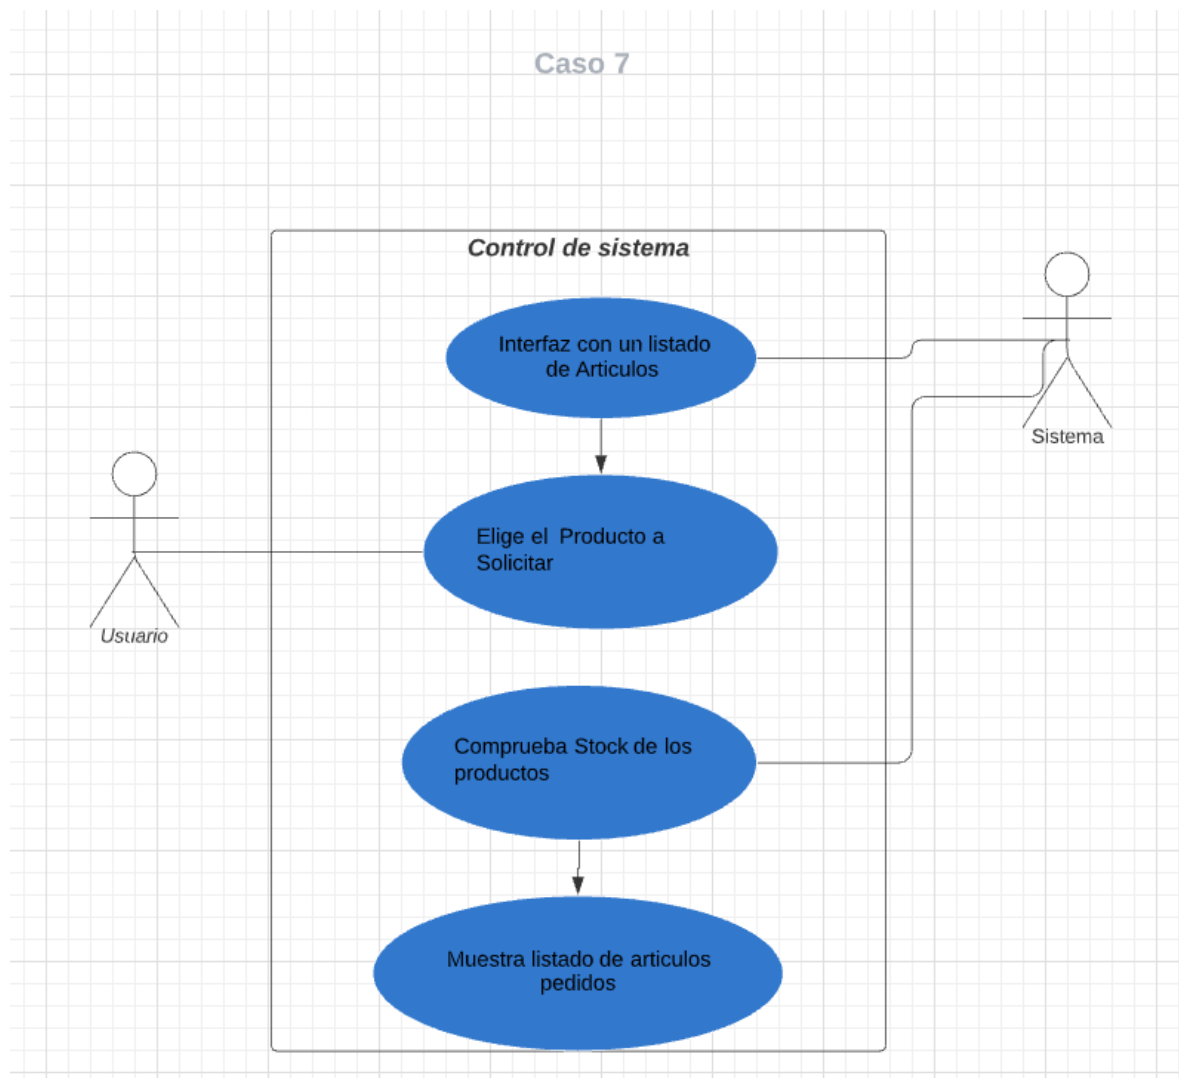 Caso 7
Control de sistema
Interfaz con un listado
de Articulos
Sistema
Elige el Producto a
Solicitar
Usuario
Comprueba Stock de los
productos
Muestra listado de articulos
pedidos